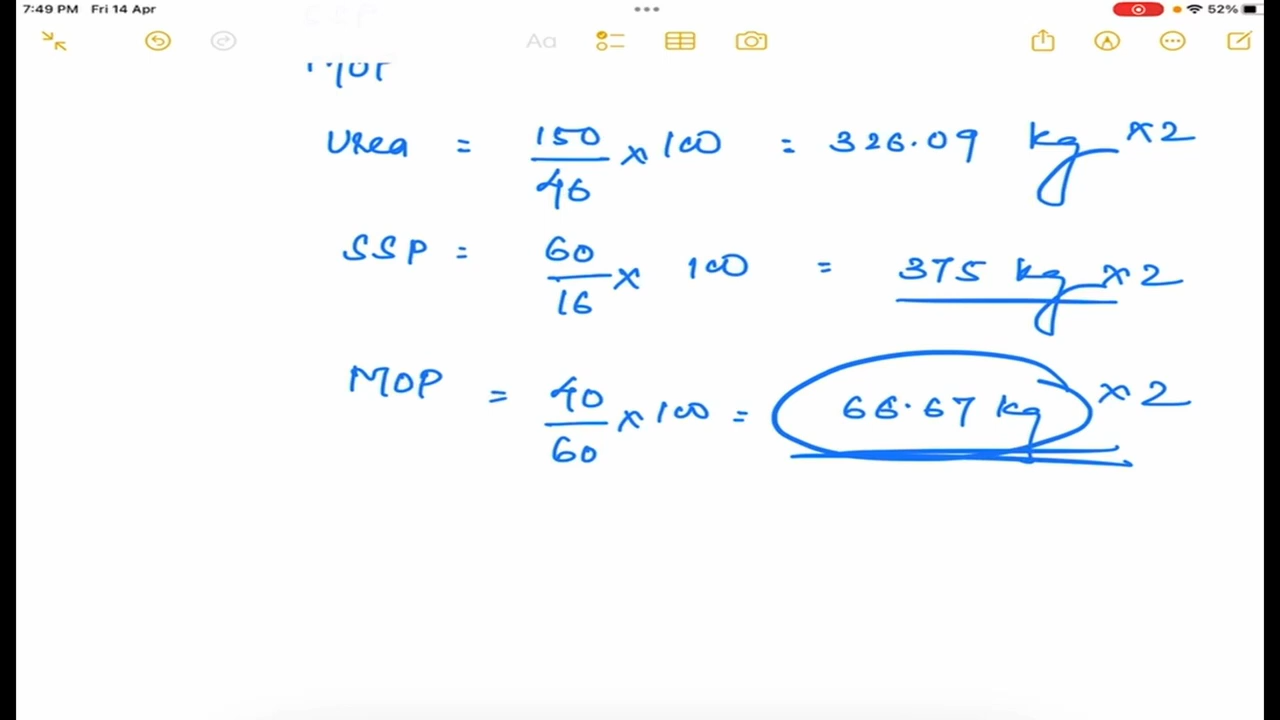 7:49 PM Fri 14 Apr 52%
Aa
Urea = 150/46 x 100 = 326.09 kg x2
SSP = 60/16 x 100 = 375 kg x2
MOP = 40/60 x 100 = 66.67 kg x2